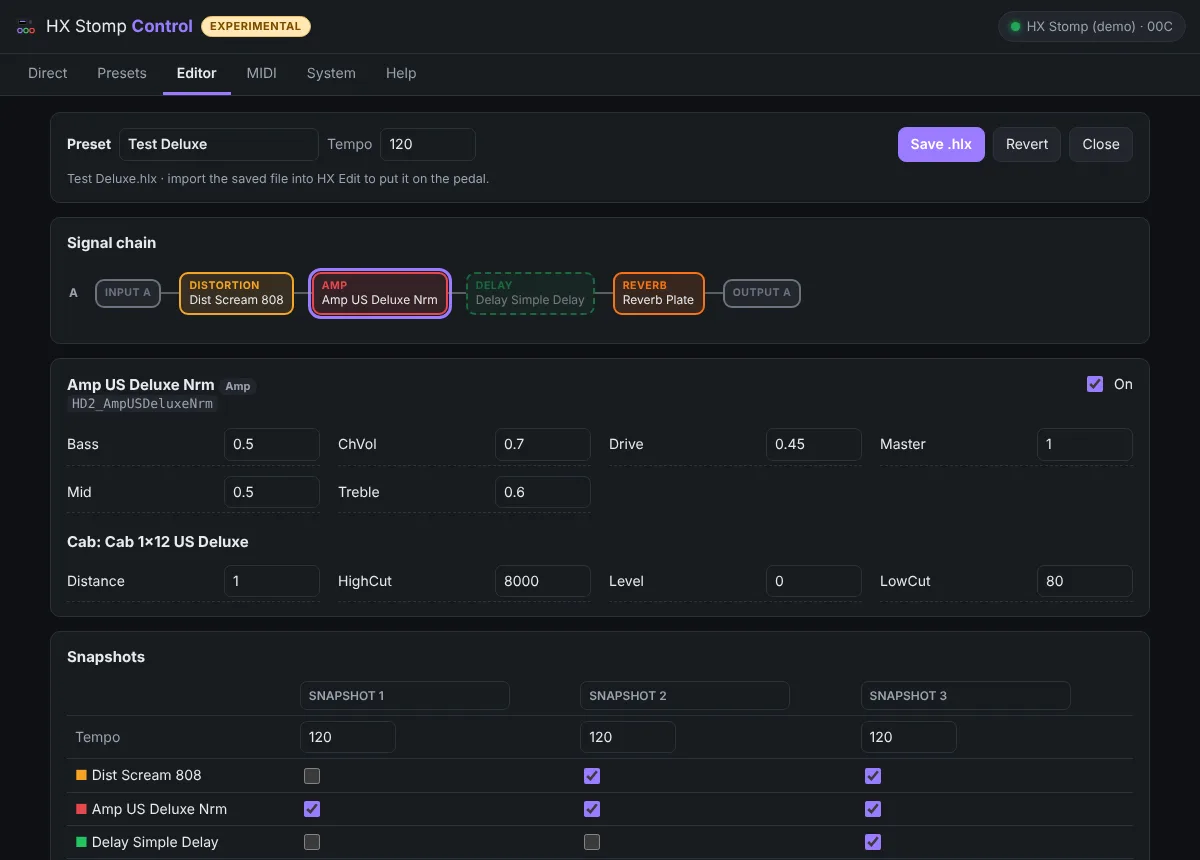 HX Stomp Control EXPERIMENTAL HX Stomp (demo) · 00C
Direct Presets Editor MIDI System Help
Preset Test Deluxe Tempo 120 Save .hlx Revert Close
Test Deluxe.hlx · import the saved file into HX Edit to put it on the pedal.
Signal chain
A INPUT A DISTORTION Dist Scream 808 AMP Amp US Deluxe Nrm DELAY Delay Simple Delay REVERB Reverb Plate OUTPUT A
Amp US Deluxe Nrm Amp On
HD2_AmpUSDeluxeNrm
Bass 0.5 ChVol 0.7 Drive 0.45 Master 1
Mid 0.5 Treble 0.6
Cab: Cab 1×12 US Deluxe
Distance 1 HighCut 8000 Level 0 LowCut 80
Snapshots
SNAPSHOT 1 SNAPSHOT 2 SNAPSHOT 3
Tempo 120 120 120
Dist Scream 808
Amp US Deluxe Nrm
Delay Simple Delay